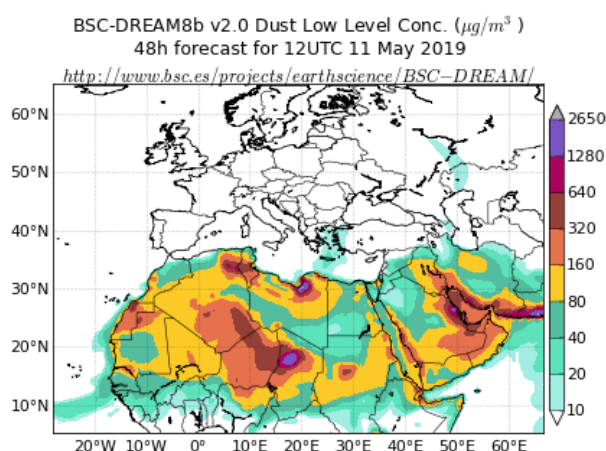 BSC-DREAM8b v2.0 Dust Low Level Conc. (μg/m³ )
48h forecast for 12UTC 11 May 2019
http://www.bsc.es/projects/earthscience/BSC−DREAM/
60°N
50°N
40°N
30°N
20°N
10°N
20°W 10°W 0° 10°E 20°E 30°E 40°E 50°E 60°E
2650
1280
640
320
160
80
40
20
10